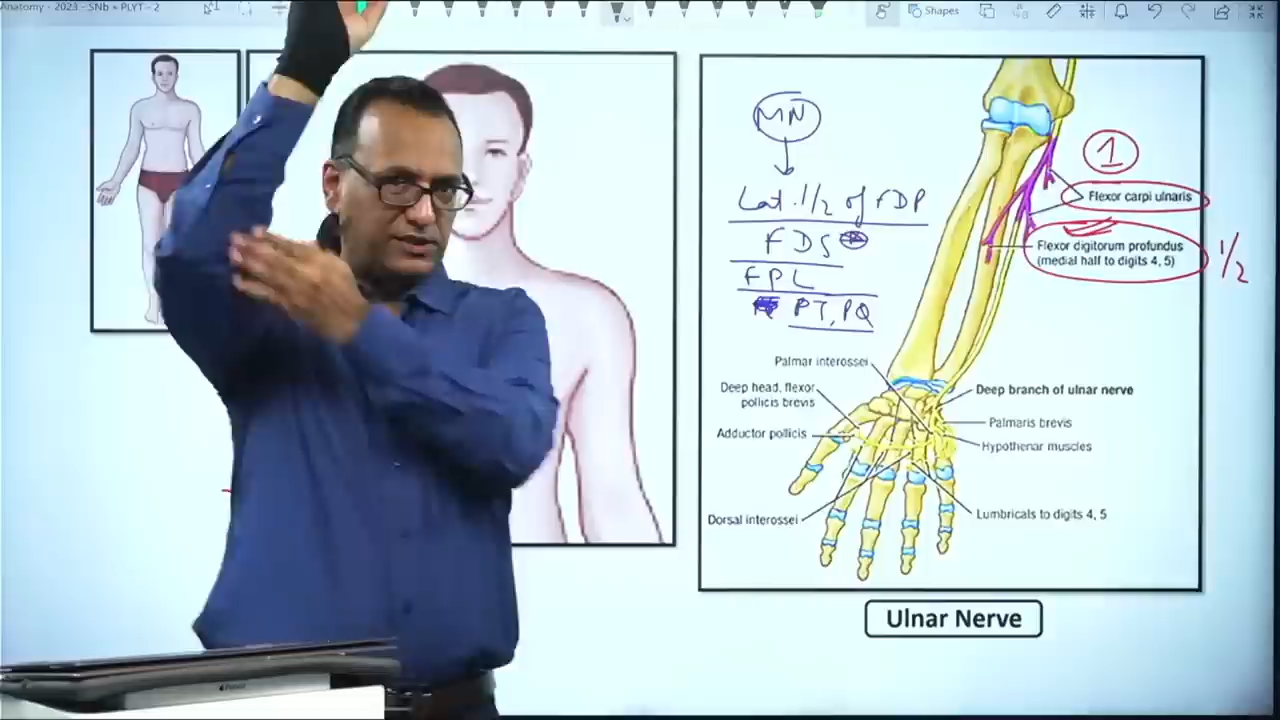 Anatomy - 2023 - SNb + PLYT - 2
Shapes
MN
Lat. 1/2 of FDP
FDS
FPL
PT, PQ
1
Flexor carpi ulnaris
Flexor digitorum profundus
(medial half to digits 4, 5)
1/2
Palmar interossei
Deep head, flexor
pollicis brevis
Adductor pollicis
Dorsal interossei
Deep branch of ulnar nerve
Palmaris brevis
Hypothenar muscles
Lumbricals to digits 4, 5
Ulnar Nerve